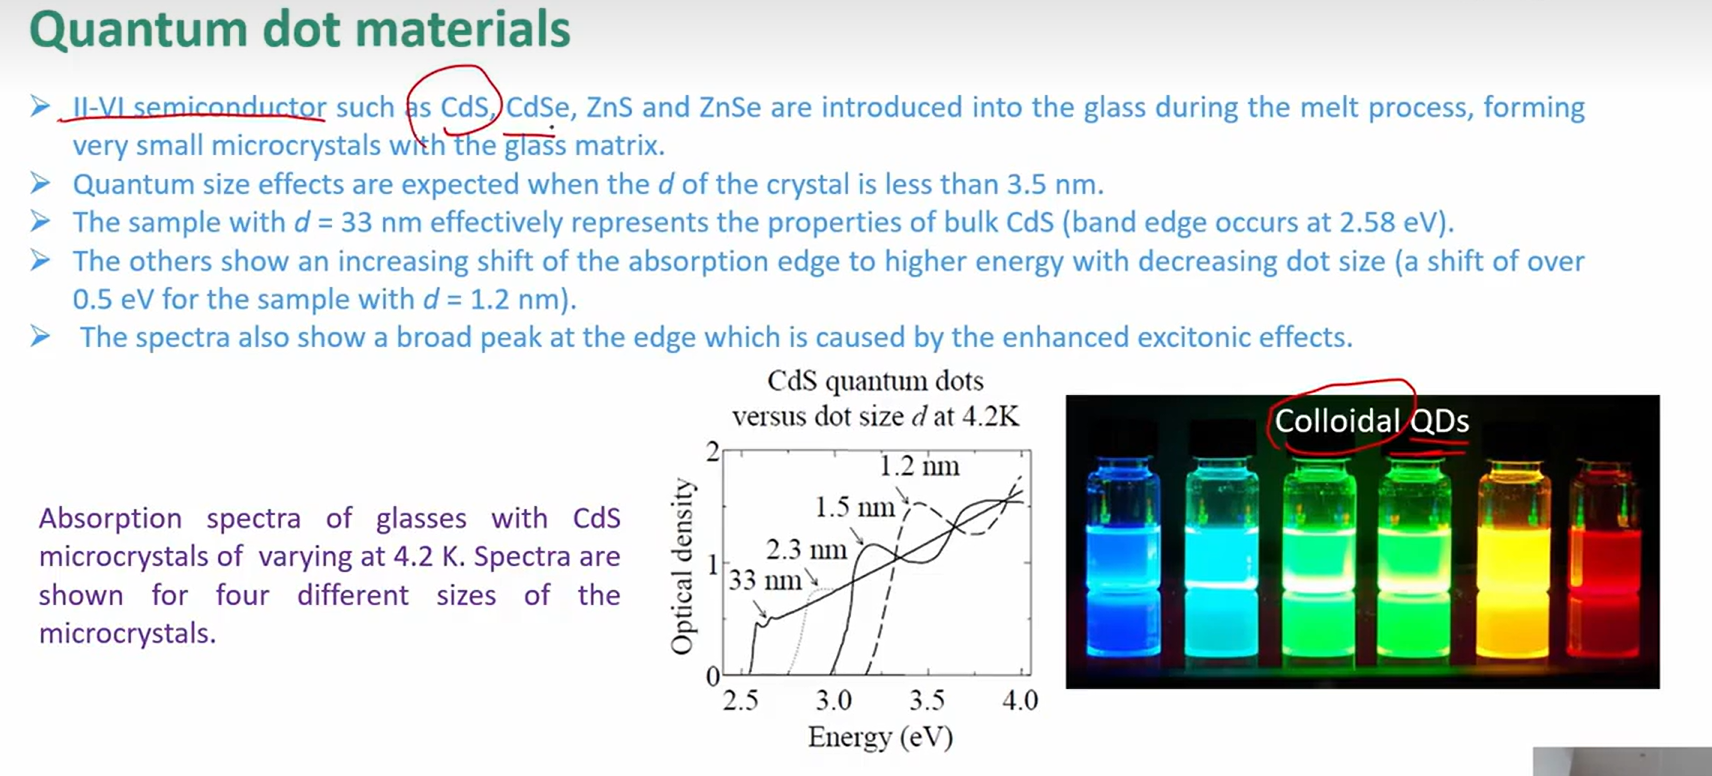 Quantum dot materials
➤ II-VI semiconductor such as CdS, CdSe, ZnS and ZnSe are introduced into the glass during the melt process, forming
very small microcrystals with the glass matrix.
➤ Quantum size effects are expected when the d of the crystal is less than 3.5 nm.
➤ The sample with d = 33 nm effectively represents the properties of bulk CdS (band edge occurs at 2.58 eV).
➤ The others show an increasing shift of the absorption edge to higher energy with decreasing dot size (a shift of over
0.5 eV for the sample with d = 1.2 nm).
➤ The spectra also show a broad peak at the edge which is caused by the enhanced excitonic effects.
Absorption spectra of glasses with CdS
microcrystals of varying at 4.2 K. Spectra are
shown for four different sizes of the
microcrystals.
CdS quantum dots
versus dot size d at 4.2K
2
1.2 nm
1.5 nm
2.3 nm
1
33 nm
0
Optical density
2.5 3.0 3.5 4.0
Energy (eV)
Colloidal QDs